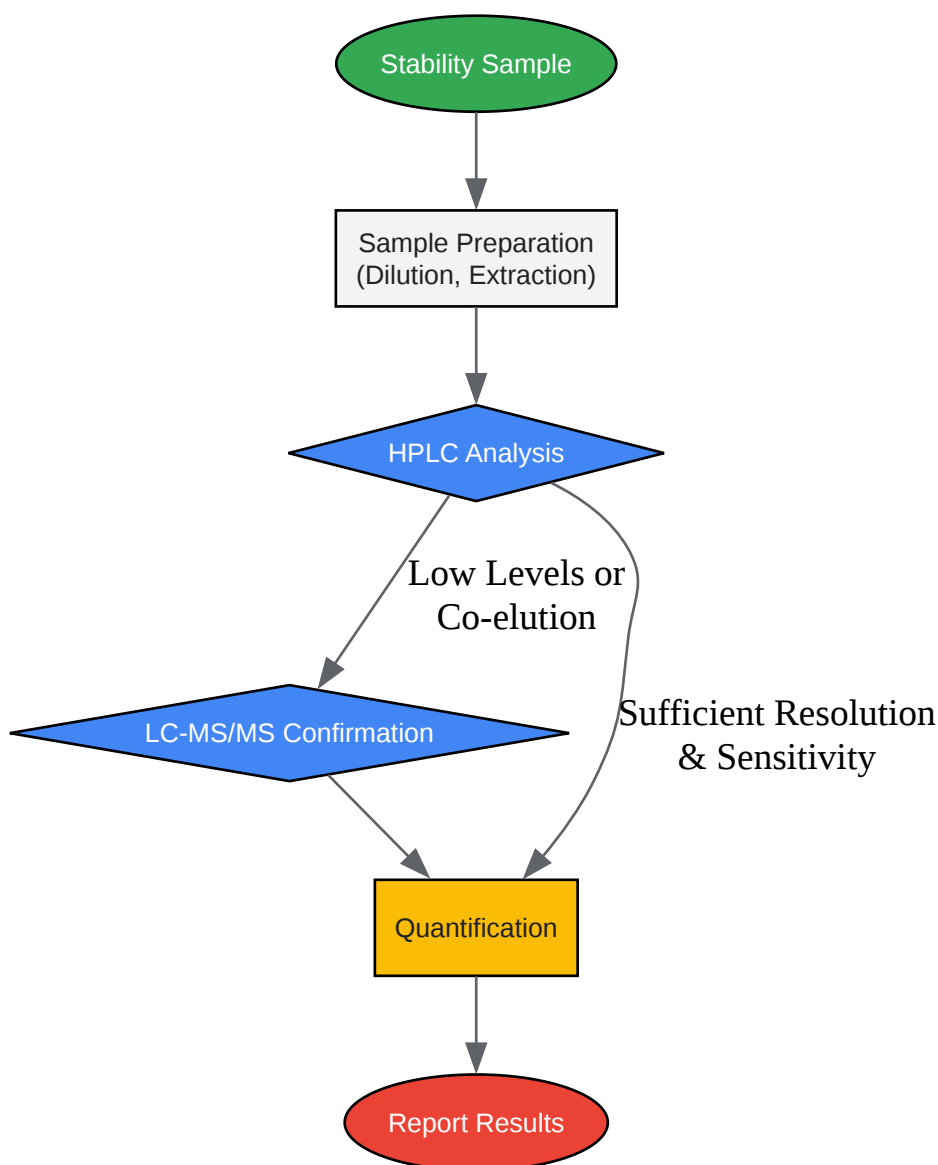 Stability Sample
Sample Preparation
(Dilution, Extraction)
HPLC Analysis
Low Levels or
Co-elution
Sufficient Resolution
& Sensitivity
LC-MS/MS Confirmation
Quantification
Report Results